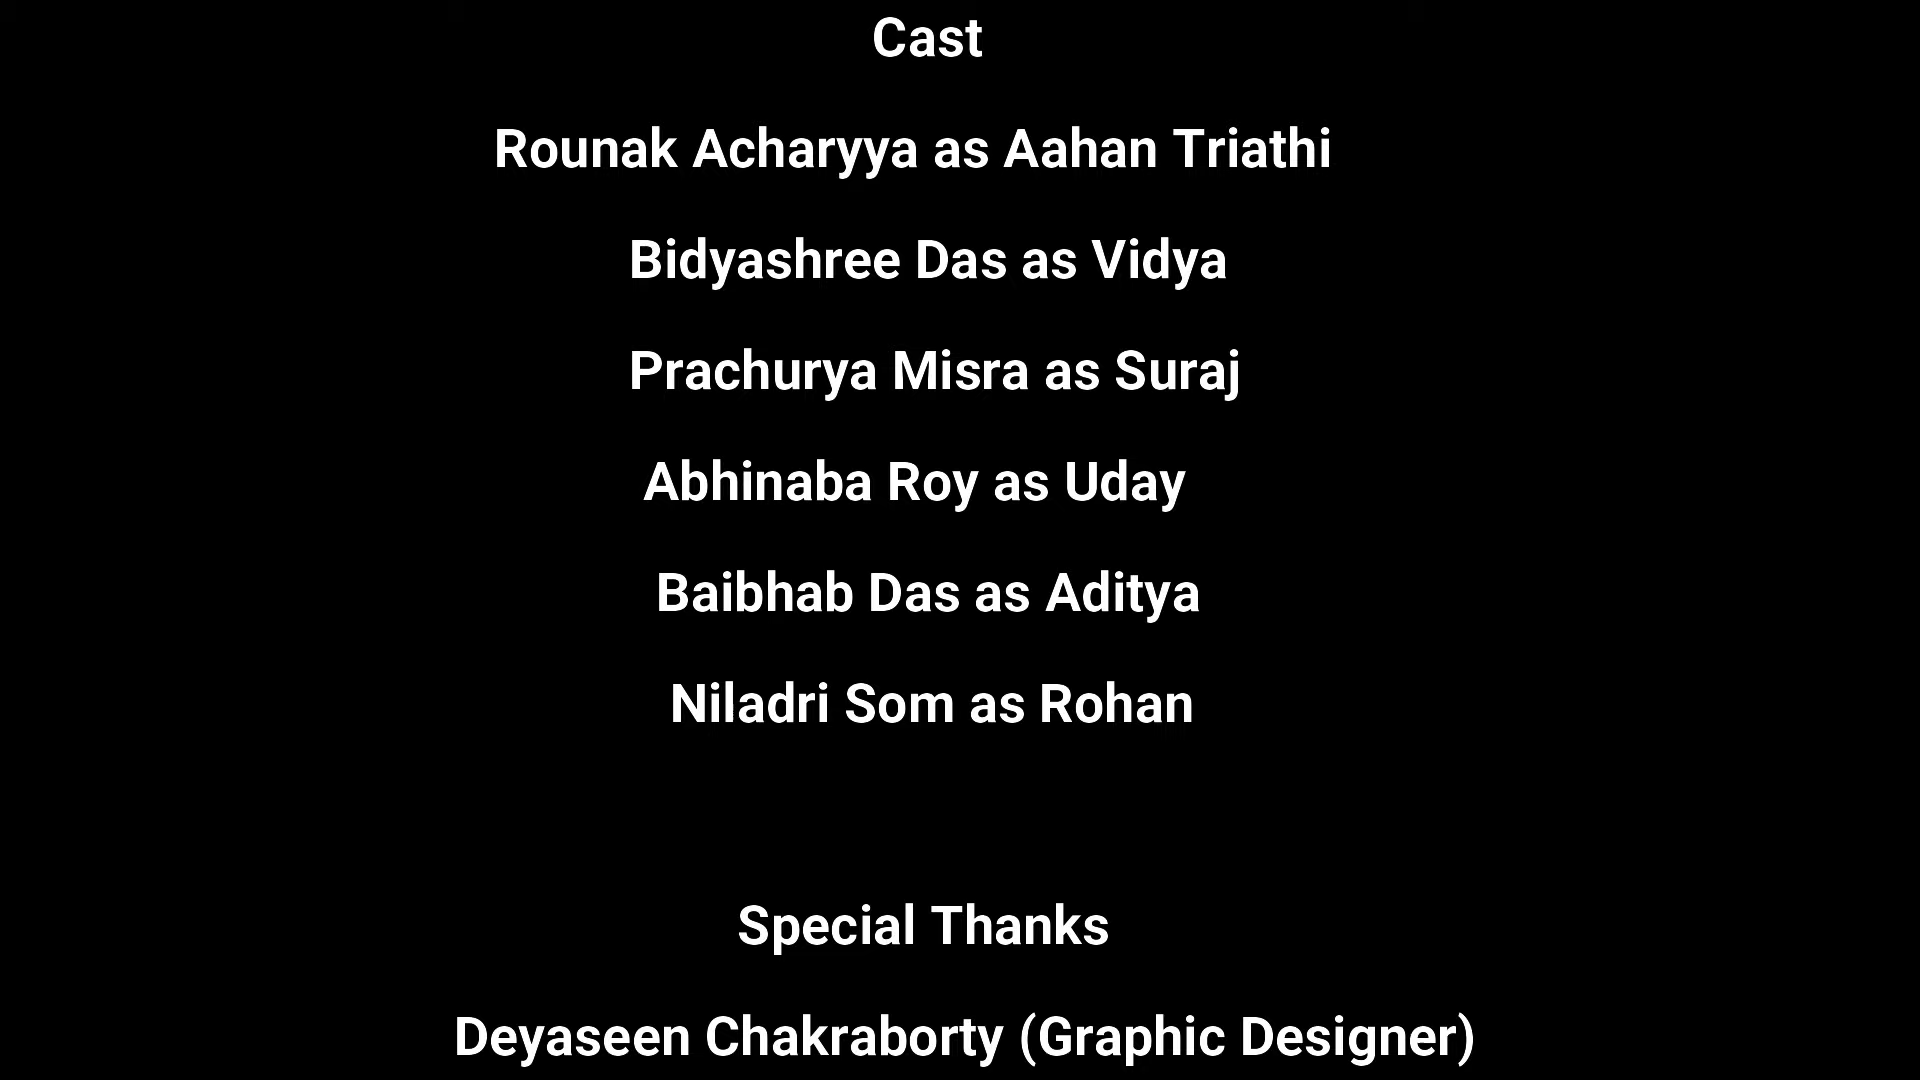 Cast
Rounak Acharyya as Aahan Triathi
Bidyashree Das as Vidya
Prachurya Misra as Suraj
Abhinaba Roy as Uday
Baibhab Das as Aditya
Niladri Som as Rohan
Special Thanks
Deyaseen Chakraborty (Graphic Designer)